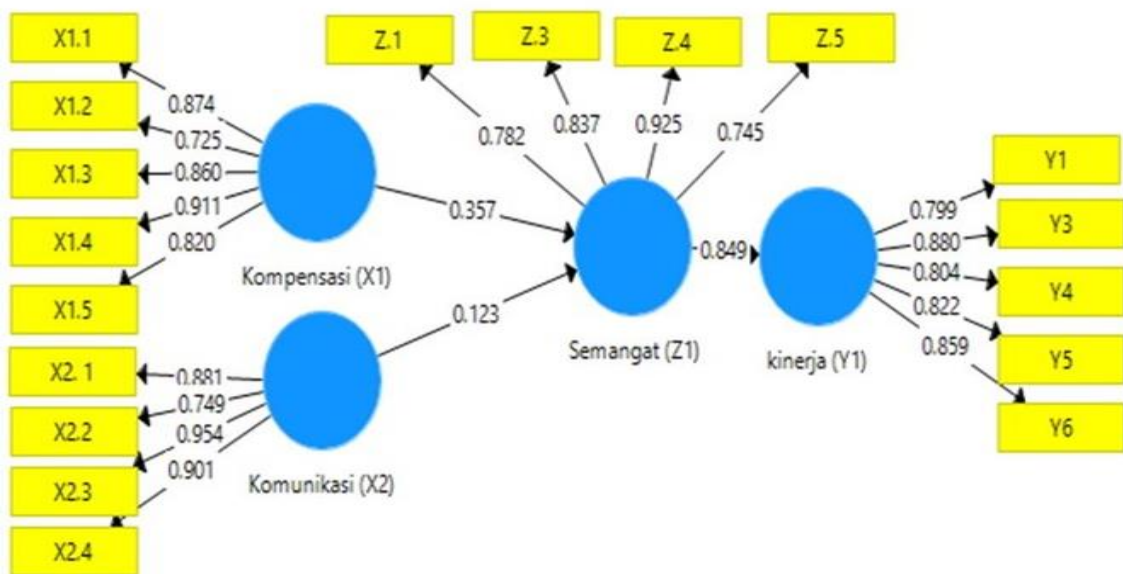 X1.1
X1.2
X1.3
X1.4
X1.5
0.874
0.725
0.860
0.911
0.820
Kompensasi (X1)
X2. 1
X2.2
X2.3
X2.4
0.881
0.749
0.954
0.901
Komunikasi (X2)
0.357
0.123
Z.1
Z.3
Z.4
Z.5
0.782
0.837
0.925
0.745
Semangat (Z1)
0.849
kinerja (Y1)
0.799
0.880
0.804
0.822
0.859
Y1
Y3
Y4
Y5
Y6